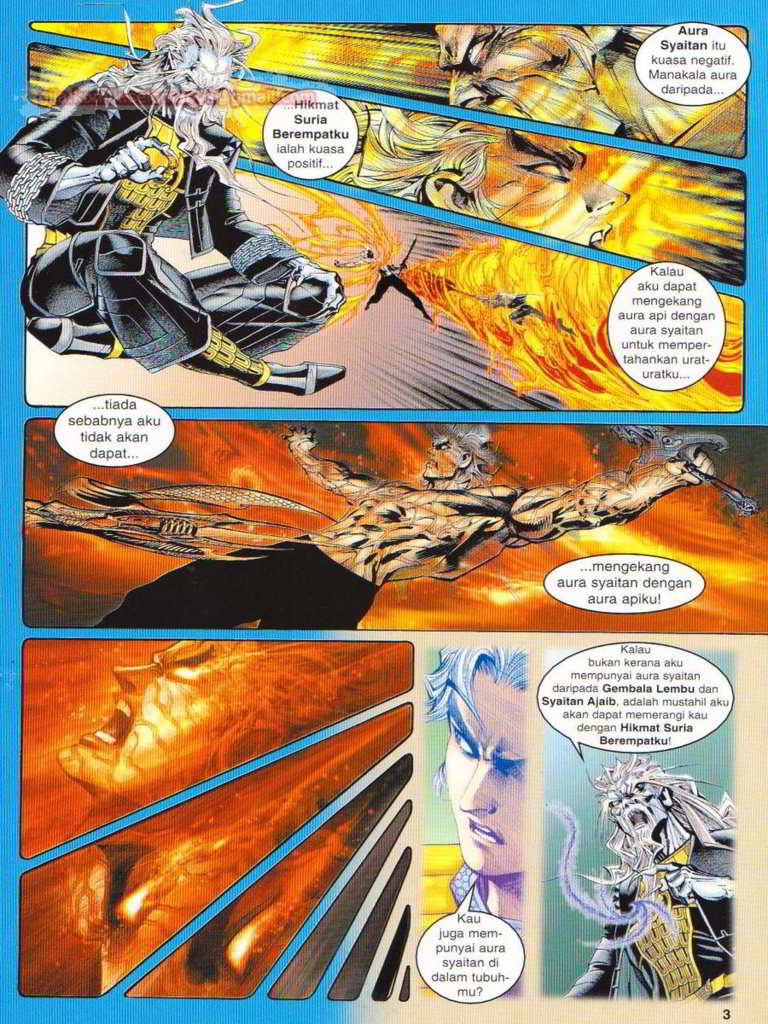 Aura
Syaitan itu
kuasa negatif.
Manakala aura
daripada...
...Hikmat
Suria
Berempatku
ialah kuasa
positif...
Kalau
aku dapat
mengekang
aura api dengan
aura syaitan
untuk memper-
tahankan urat-
uratku...
...tiada
sebabnya aku
tidak akan
dapat...
...mengekang
aura syaitan dengan
aura apiku!
Kalau
bukan kerana aku
mempunyai aura syaitan
daripada Gembala Lembu dan
Syaitan Ajaib, adalah mustahil aku
akan dapat memerangi kau
dengan Hikmat Suria
Berempatku!
Kau
juga mem-
punyai aura
syaitan di
dalam tubuh-
mu?
3